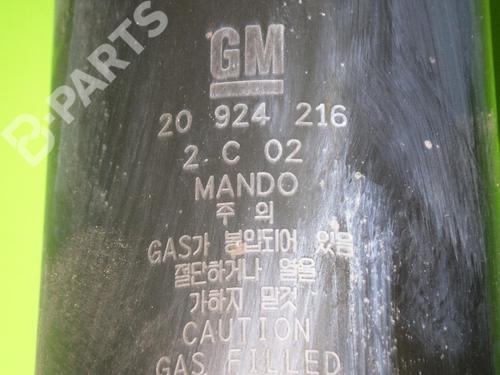 GM
20 924 216
2 C 02
MANDO
주 의
GAS가 봉입되어 있음
절단하거나 열을
가하지 말것
CAUTION
GAS FILLED
B-PARTS